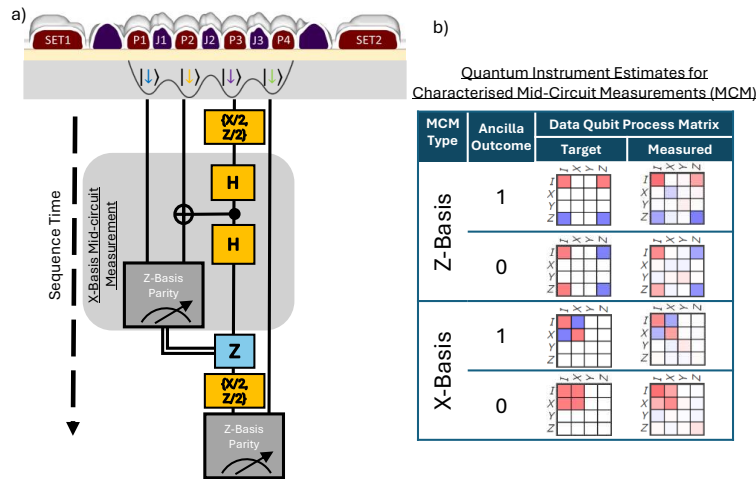 a)
SET1 P1 J1 P2 J2 P3 J3 P4 SET2
|↓⟩ |↓⟩ |↓⟩ |↓⟩
{X/2,
Z/2}
H
H
X-Basis Mid-circuit
Measurement
Sequence Time
Z-Basis
Parity
Z
{X/2,
Z/2}
Z-Basis
Parity
b)
Quantum Instrument Estimates for
Characterised Mid-Circuit Measurements (MCM)
MCM
Type
Ancilla
Outcome
Data Qubit Process Matrix
Target Measured
Z-Basis
1
I X Y Z
I
X
Y
Z
I X Y Z
I
X
Y
Z
0
I
X
Y
Z
I
X
Y
Z
X-Basis
1
I
X
Y
Z
I
X
Y
Z
0
I X Y Z
I
X
Y
Z
I X Y Z
I
X
Y
Z